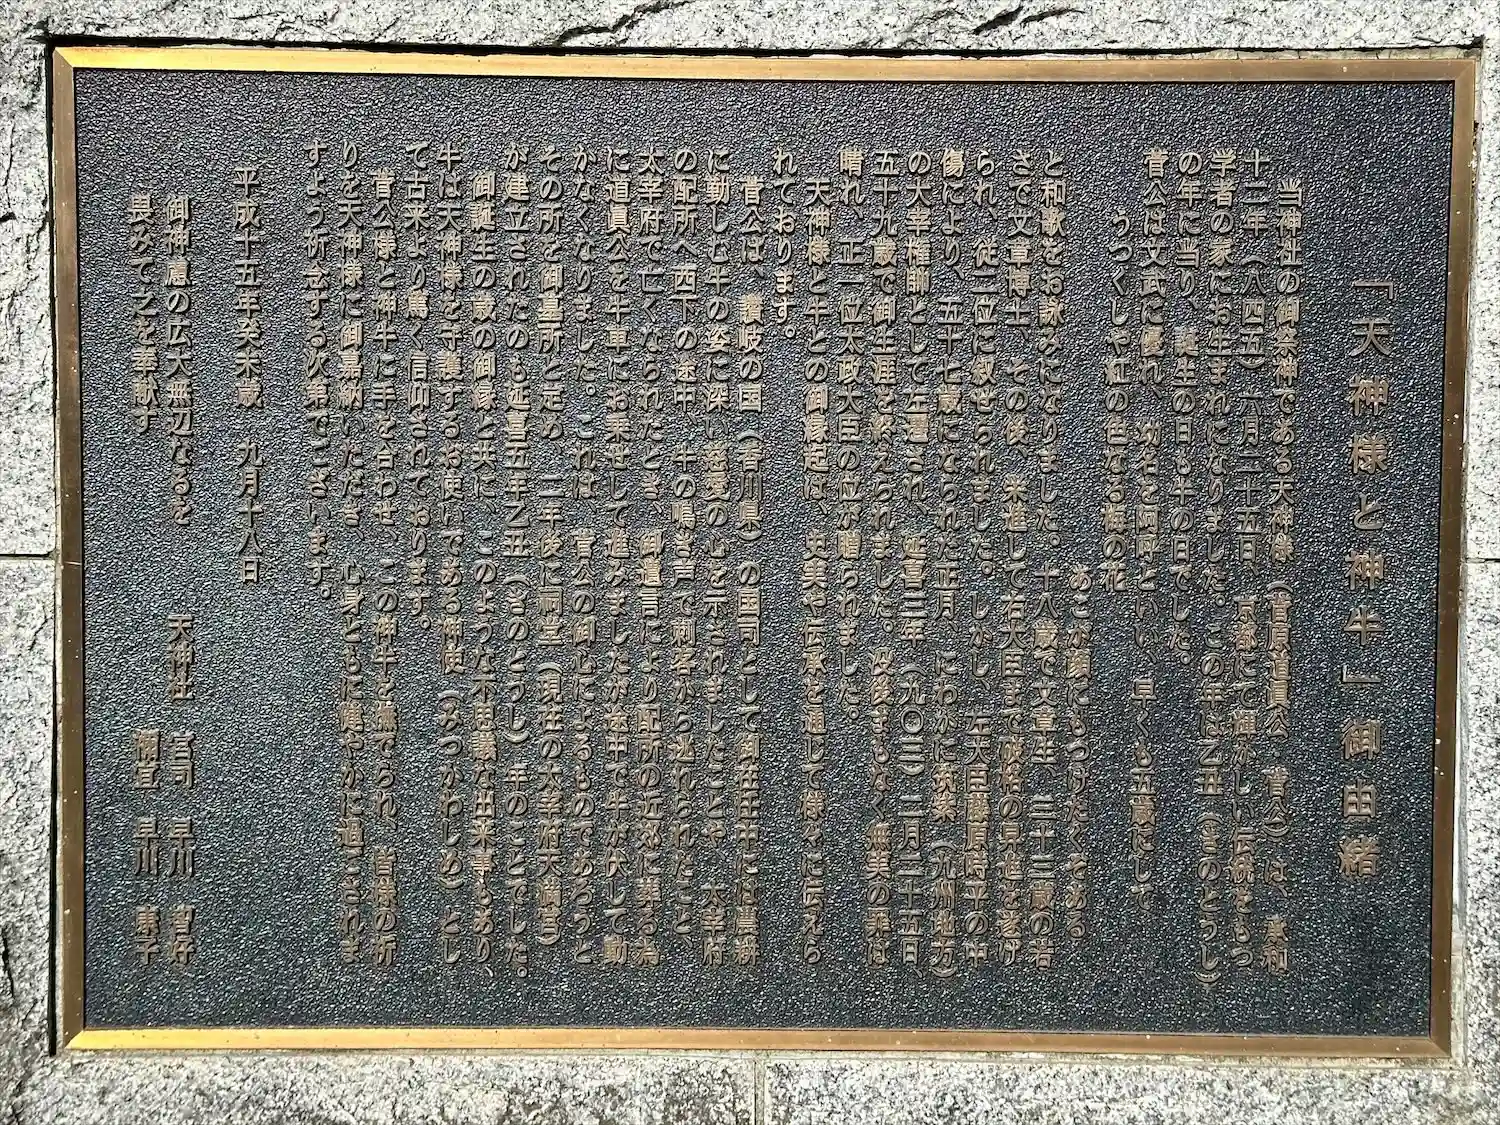 「天神様と神牛」御由緒
当神社の御祭神である天神様（菅原道眞公 菅公）は、承和
十二年（八四五）六月二十五日、京都にて輝かしい伝統をもつ
学者の家にお生まれになりました。この年は乙丑（きのとうし）
の年に当り、誕生の日も牛の日でした。
菅公は文武に優れ、幼名を阿呼といい、早くも五歳にして、
うつくしや紅の色なる梅の花
あこが顔にもつけたくぞある
と和歌をお詠みになりました。十八歳で文章生、三十三歳の若
さで文章博士、その後、栄進して右大臣まで破格の昇進を遂げ
られ、従二位に叙せられました。しかし、左大臣藤原時平の中
傷により、五十七歳になられた正月、にわかに筑紫（九州地方）
の大宰権帥として左遷され、延喜三年（九〇三）二月二十五日、
五十九歳で御生涯を終えられました。没後まもなく無実の罪は
晴れ、正一位太政大臣の位が贈られました。
天神様と牛との御縁起は、史実や伝承を通じて様々に伝えら
れております。
菅公は、讃岐の国（香川県）の国司として御在任中には農耕
に勤しむ牛の姿に深い慈愛の心を示されましたことや、太宰府
の配所へ西下の途中、牛の鳴き声で刺客から逃れられたこと、
太宰府で亡くなられたとき、御遺言により配所の近郊に葬る為
に道眞公を牛車にお乗せして進みましたが途中で牛が伏して動
かなくなりました。これは、菅公の御心によるものであろうと
その所を御墓所と定め、二年後に祠堂（現在の太宰府天満宮）
が建立されたのも延喜五年乙丑（きのとうし）年のことでした。
御誕生の歳の御縁と共に、このような不思議な出来事もあり、
牛は天神様を守護するお使いである神使（みつかわしめ）とし
て古来より篤く信仰されております。
菅公様と神牛に手を合わせ、この神牛を撫でられ、皆様の祈
りを天神様に御嘉納いただき、心身ともに健やかに過ごされま
すよう祈念する次第でございます。
平成十五年癸未歳 九月十八日
御神慮の広大無辺なるを 天神社 宮司 早川 智
畏みて之を奉献す 禰宜 早川 東子